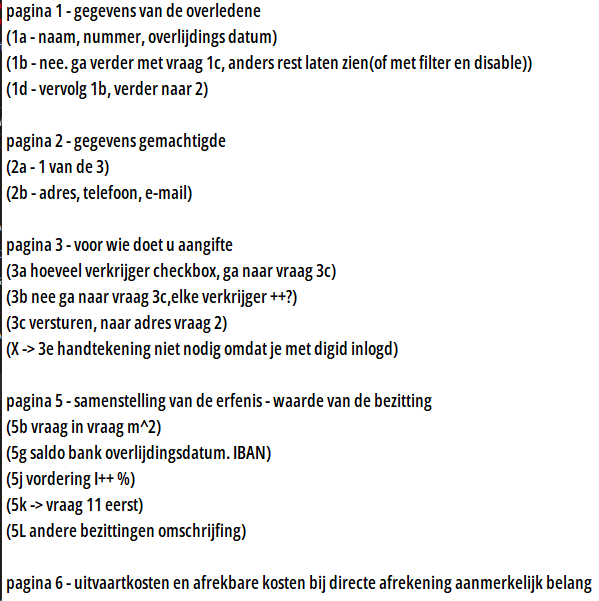 pagina 1 - gegevens van de overledene
(1a - naam, nummer, overlijdings datum)
(1b - nee. ga verder met vraag 1c, anders rest laten zien(of met filter en disable))
(1d - vervolg 1b, verder naar 2)

pagina 2 - gegevens gemachtigde
(2a - 1 van de 3)
(2b - adres, telefoon, e-mail)

pagina 3 - voor wie doet u aangifte
(3a hoeveel verkrijger checkbox, ga naar vraag 3c)
(3b nee ga naar vraag 3c,elke verkrijger ++?)
(3c versturen, naar adres vraag 2)
(X -> 3e handtekening niet nodig omdat je met digid inlogd)

pagina 5 - samenstelling van de erfenis - waarde van de bezitting
(5b vraag in vraag m^2)
(5g saldo bank overlijdingsdatum. IBAN)
(5j vordering I++ %)
(5k -> vraag 11 eerst)
(5L andere bezittingen omschrijfing)

pagina 6 - uitvaartkosten en afrekbare kosten bij directe afrekening aanmerkelijk belang